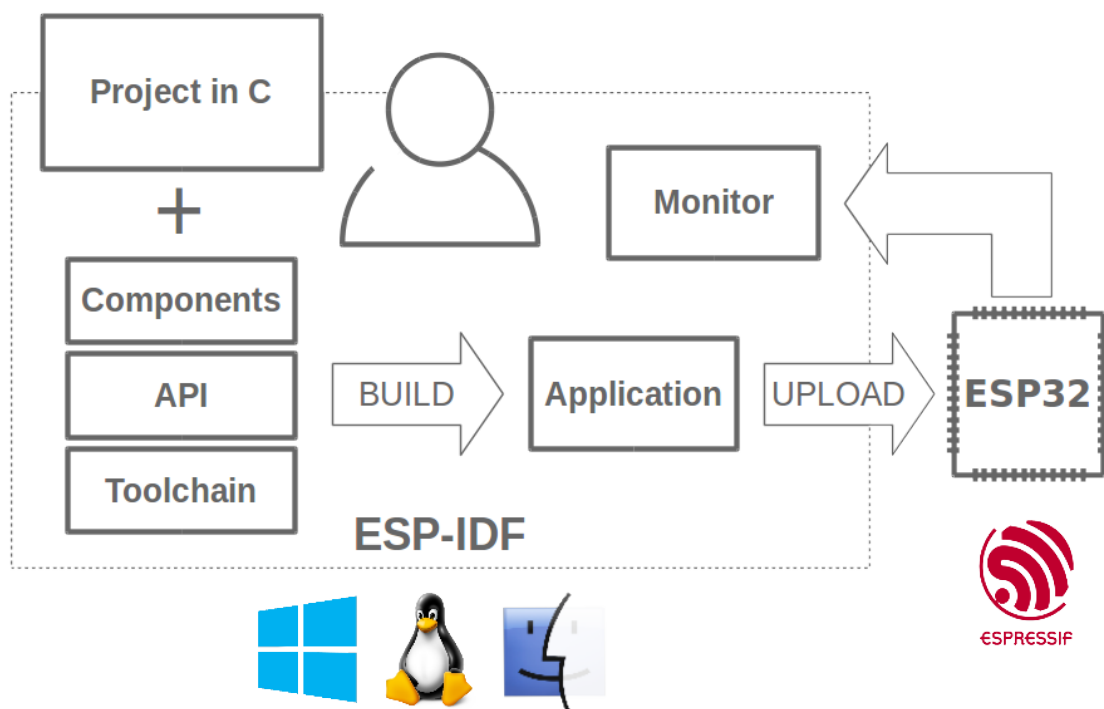 Project in C
+
Components
API
Toolchain
BUILD
Application
UPLOAD
Monitor
ESP32
ESP-IDF
ESPRESSIF